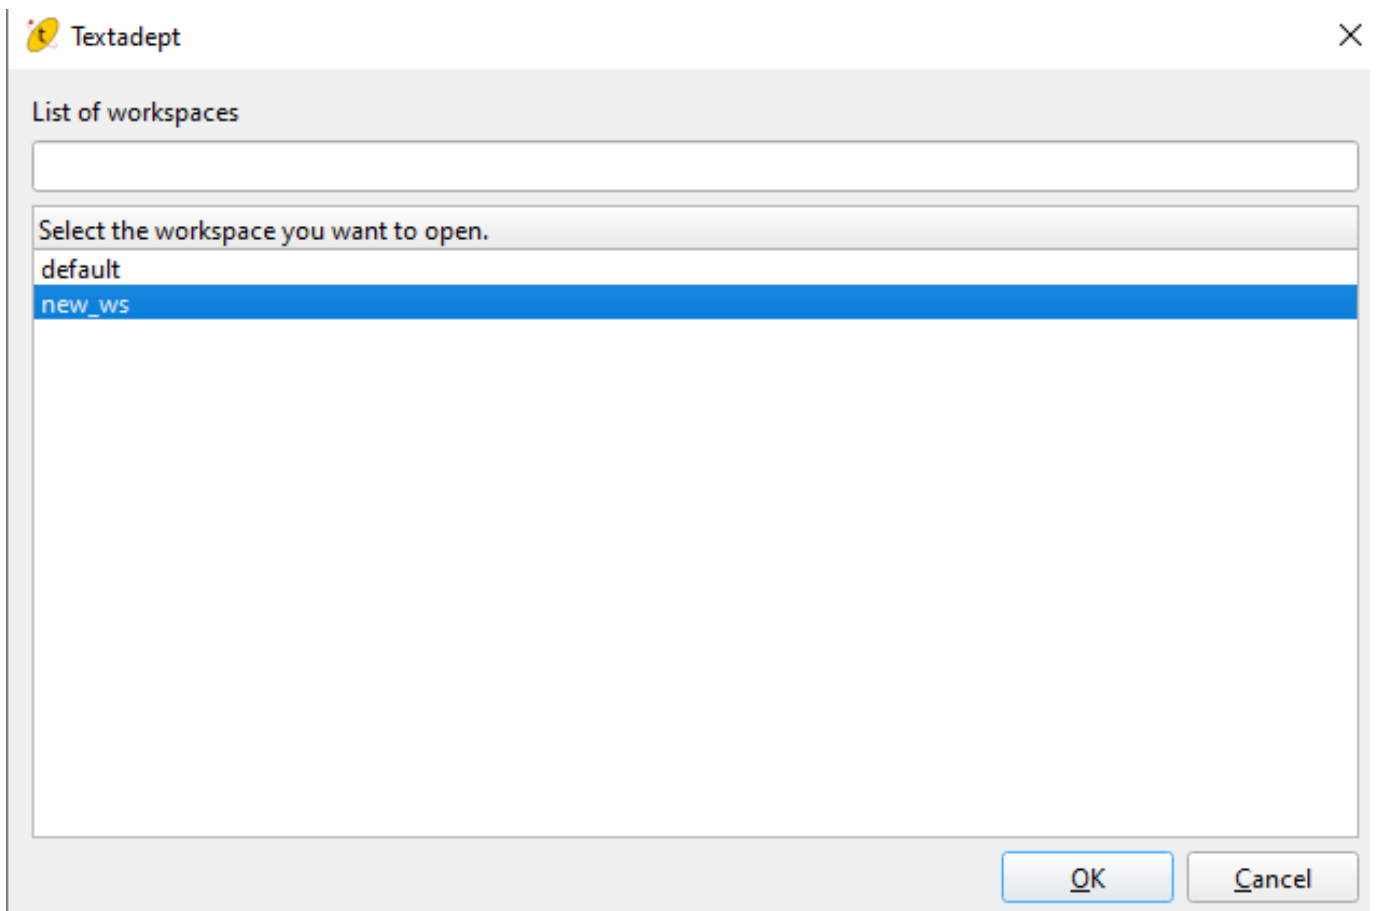 Textadept
List of workspaces
Select the workspace you want to open.
default
new_ws
OK
Cancel